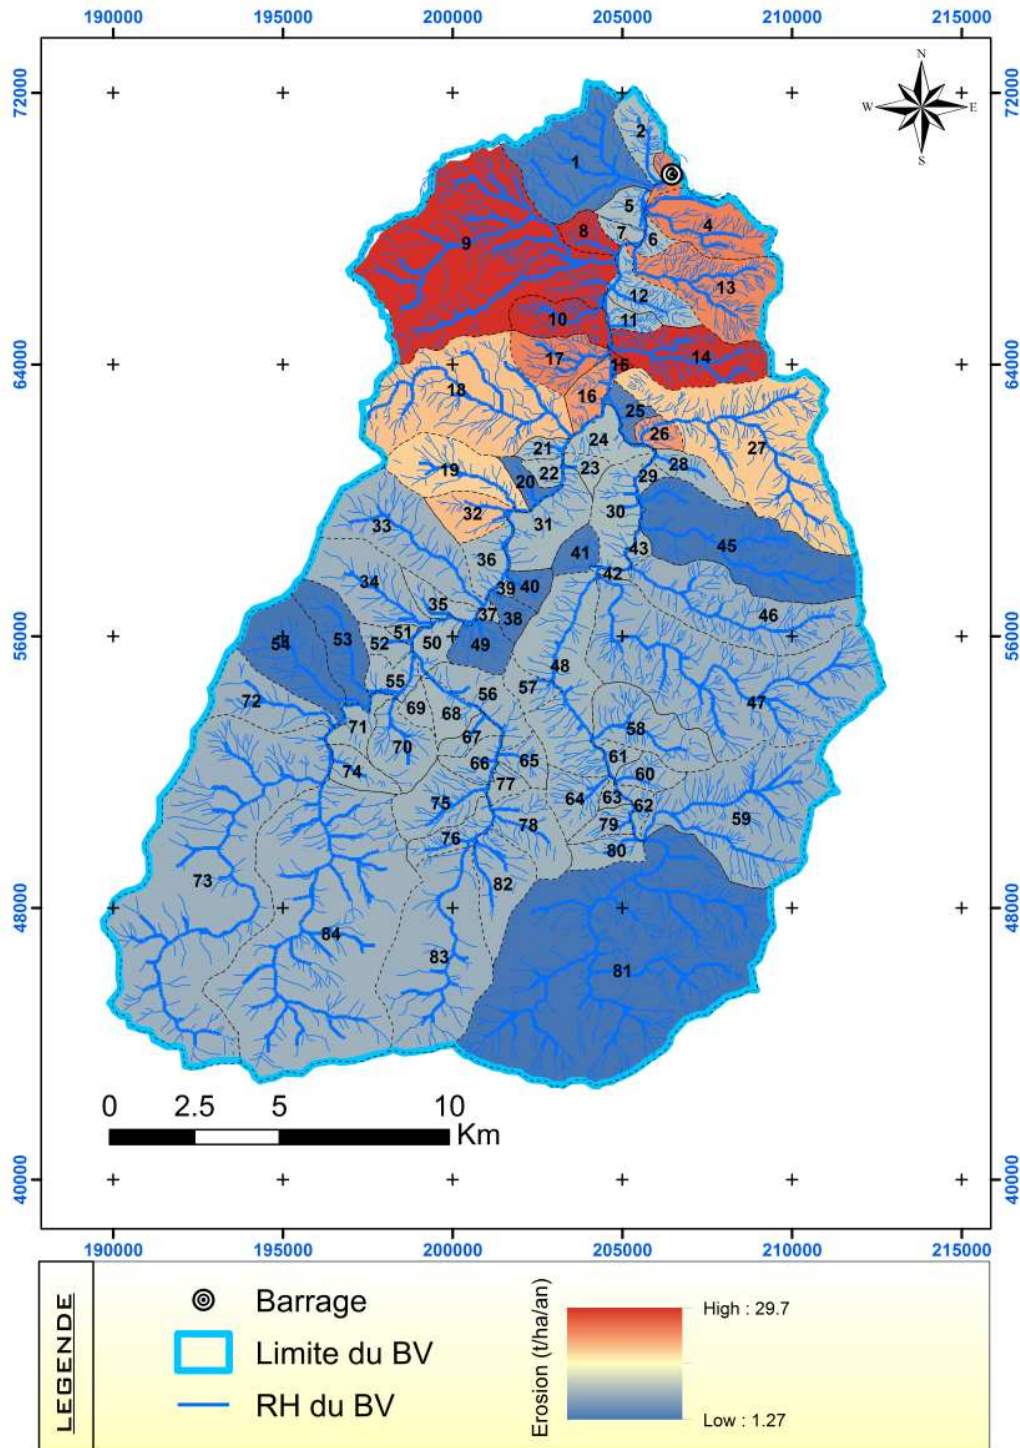 190000 195000 200000 205000 210000 215000
72000 72000
N
W E
S
2
1
5
4
8 7 6
9
13
12
10 11
17 16 14
64000 64000
18 16
25
26
24 27
21
19 23 28
20 22 29
32 30
33 31
43 45
36 41
34 42
39 40
35 46
37 38
51
56000 56000
54 53 52 50 49
48
55 57
72 56 47
69 68
71 58
70 67
61
66 65
74 60
77
64 63
75 62
59
78 79
76
80
73 82
48000 48000
84
83
81
0 2.5 5 10
Km
40000 40000
190000 195000 200000 205000 210000 215000
LEGENDE
Barrage
Limite du BV
RH du BV
Erosion (t/ha/an)
High : 29.7
Low : 1.27